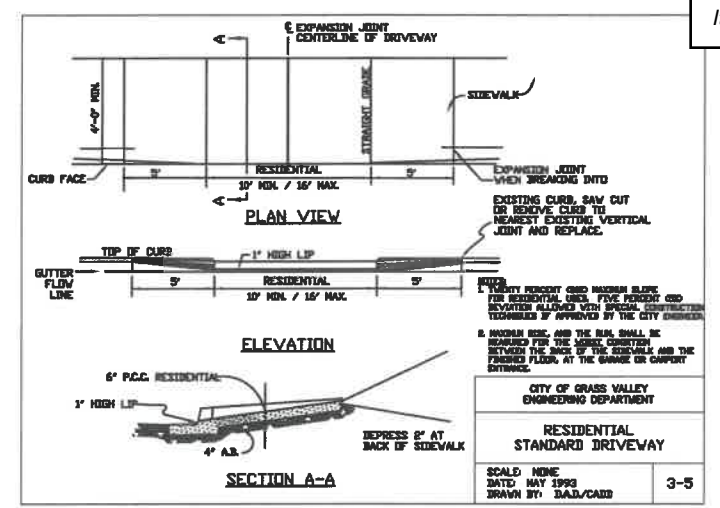 A
℄ EXPANSION JOINT
CENTERLINE OF DRIVEWAY
4'-0" MIN.
STRAIGHT GRADE
SIDEWALK
CURB FACE
5'
RESIDENTIAL
5'
10' MIN. / 16' MAX.
A
EXPANSION JOINT
WHEN BREAKING INTO
PLAN VIEW
EXISTING CURB, SAW CUT
OR REMOVE CURB TO
NEAREST EXISTING VERTICAL
JOINT AND REPLACE.
TOP OF CURB
1" HIGH LIP
GUTTER
FLOW
LINE
5'
RESIDENTIAL
5'
10' MIN. / 16' MAX.
ELEVATION
NOTES:
1. TWENTY PERCENT MAXIMUM SLOPE
FOR RESIDENTIAL USES. FIVE PERCENT
DEVIATION ALLOWED WITH SPECIAL CONSTRUCTION
TECHNIQUES IF APPROVED BY THE CITY ENGINEER.
2. MAXIMUM RISE, AND THE RUN, SHALL BE
MEASURED FOR THE WORSE CONDITION
BETWEEN THE BACK OF THE SIDEWALK AND THE
FINISHED FLOOR, AT THE GARAGE OR CARPORT
ENTRANCE.
6" P.C.C. RESIDENTIAL
1" HIGH LIP
4" A.B.
DEPRESS 2" AT
BACK OF SIDEWALK
SECTION A-A
CITY OF GRASS VALLEY
ENGINEERING DEPARTMENT
RESIDENTIAL
STANDARD DRIVEWAY
SCALE: NONE
DATE: MAY 1993
DRAWN BY: D.A.D./CADD
3-5